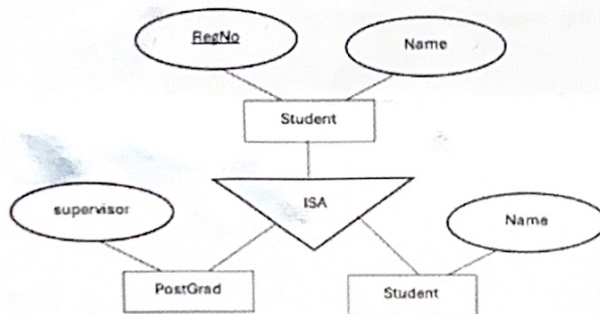 RegNo
Name
Student
ISA
supervisor
Name
PostGrad
Student